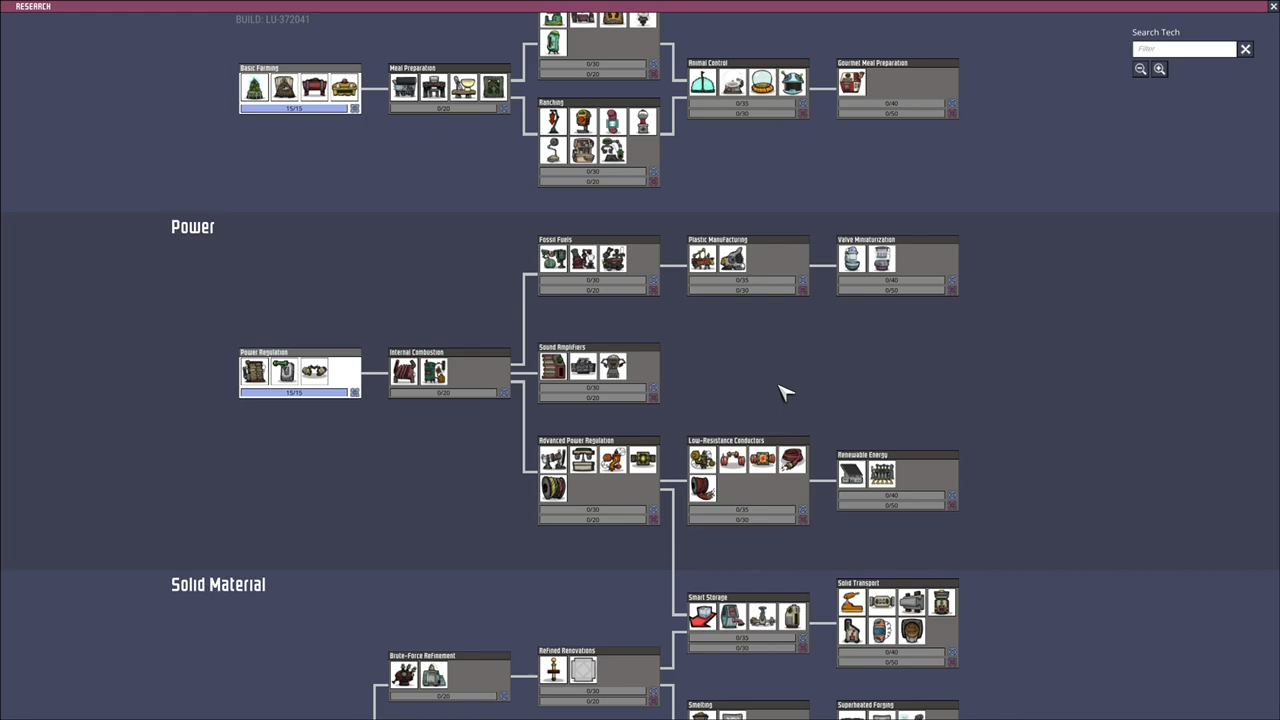 RESEARCH
BUILD: LU-372041
Search Tech
Filter
0/30
0/20
Basic Farming
15/15
Meal Preparation
0/20
Animal Control
0/35
0/30
Gourmet Meal Preparation
0/40
0/50
Ranching
0/30
0/20
Power
Fossil Fuels
0/30
0/20
Plastic Manufacturing
0/35
0/30
Valve Miniaturization
0/40
0/50
Power Regulation
15/15
Internal Combustion
0/20
Sound Amplifiers
0/30
0/20
Advanced Power Regulation
0/30
0/20
Low-Resistance Conductors
0/35
0/30
Renewable Energy
0/40
0/50
Solid Material
Smart Storage
0/35
0/30
Solid Transport
0/40
0/50
Brute-Force Refinement
0/20
Refined Renovations
0/30
0/20
Smelting
Superheated Forging